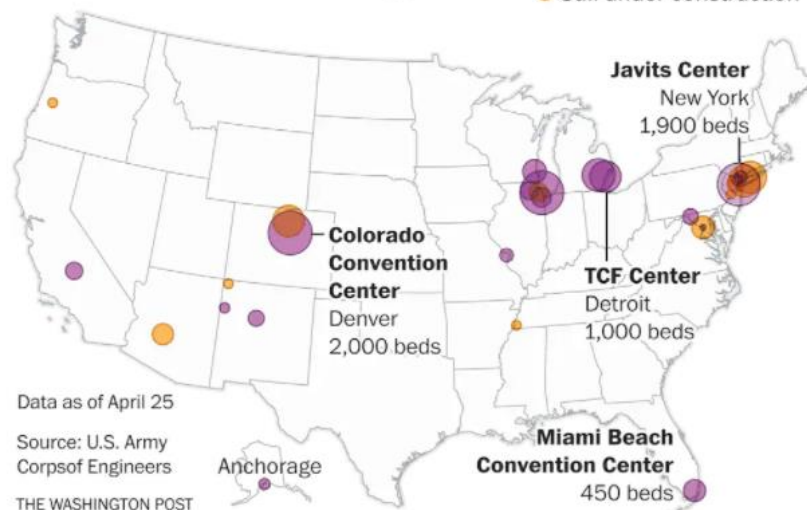 Javits Center
New York
1,900 beds
Colorado
Convention
Center
Denver
2,000 beds
TCF Center
Detroit
1,000 beds
Miami Beach
Convention Center
450 beds
Anchorage
Data as of April 25
Source: U.S. Army
Corpsof Engineers
THE WASHINGTON POST